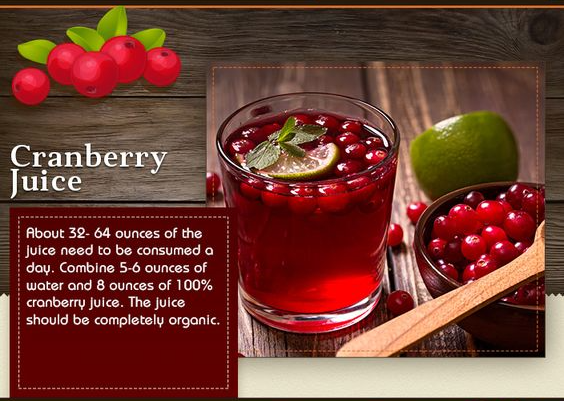 Cranberry
Juice
About 32- 64 ounces of the
juice need to be consumed a
day. Combine 5-6 ounces of
water and 8 ounces of 100%
cranberry juice. The juice
should be completely organic.